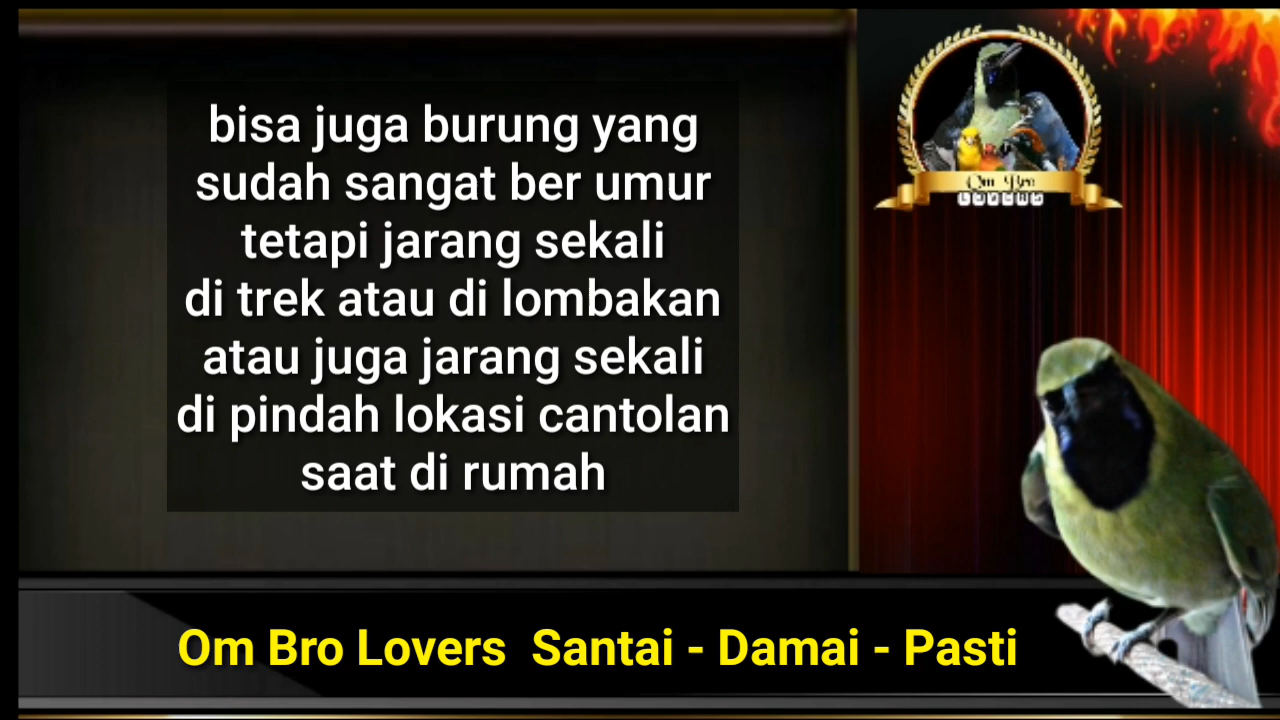 bisa juga burung yang
sudah sangat ber umur
tetapi jarang sekali
di trek atau di lombakan
atau juga jarang sekali
di pindah lokasi cantolan
saat di rumah
Om Bro
LOVERS
Om Bro Lovers  Santai - Damai - Pasti